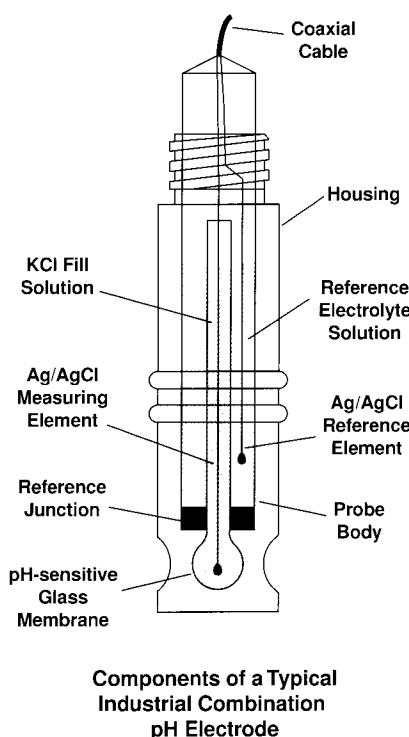 Coaxial
Cable
Housing
KCl Fill
Solution
Reference
Electrolyte
Solution
Ag/AgCl
Measuring
Element
Ag/AgCl
Reference
Element
Reference
Junction
Probe
Body
pH-sensitive
Glass
Membrane
Components of a Typical
Industrial Combination
pH Electrode